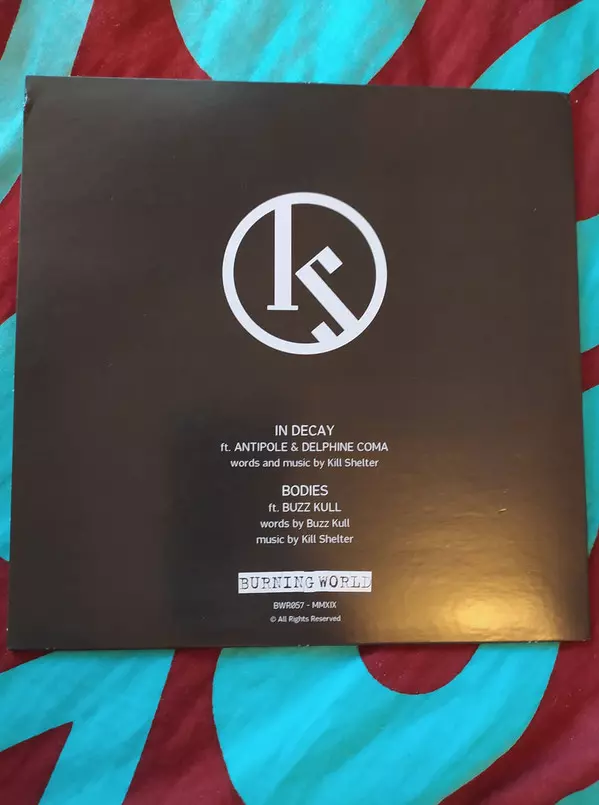 KS
IN DECAY
ft. ANTIPOLE & DELPHINE COMA
words and music by Kill Shelter
BODIES
ft. BUZZ KULL
words by Buzz Kull
music by Kill Shelter
BURNING WORLD
BWR057 - MMXIX
© All Rights Reserved